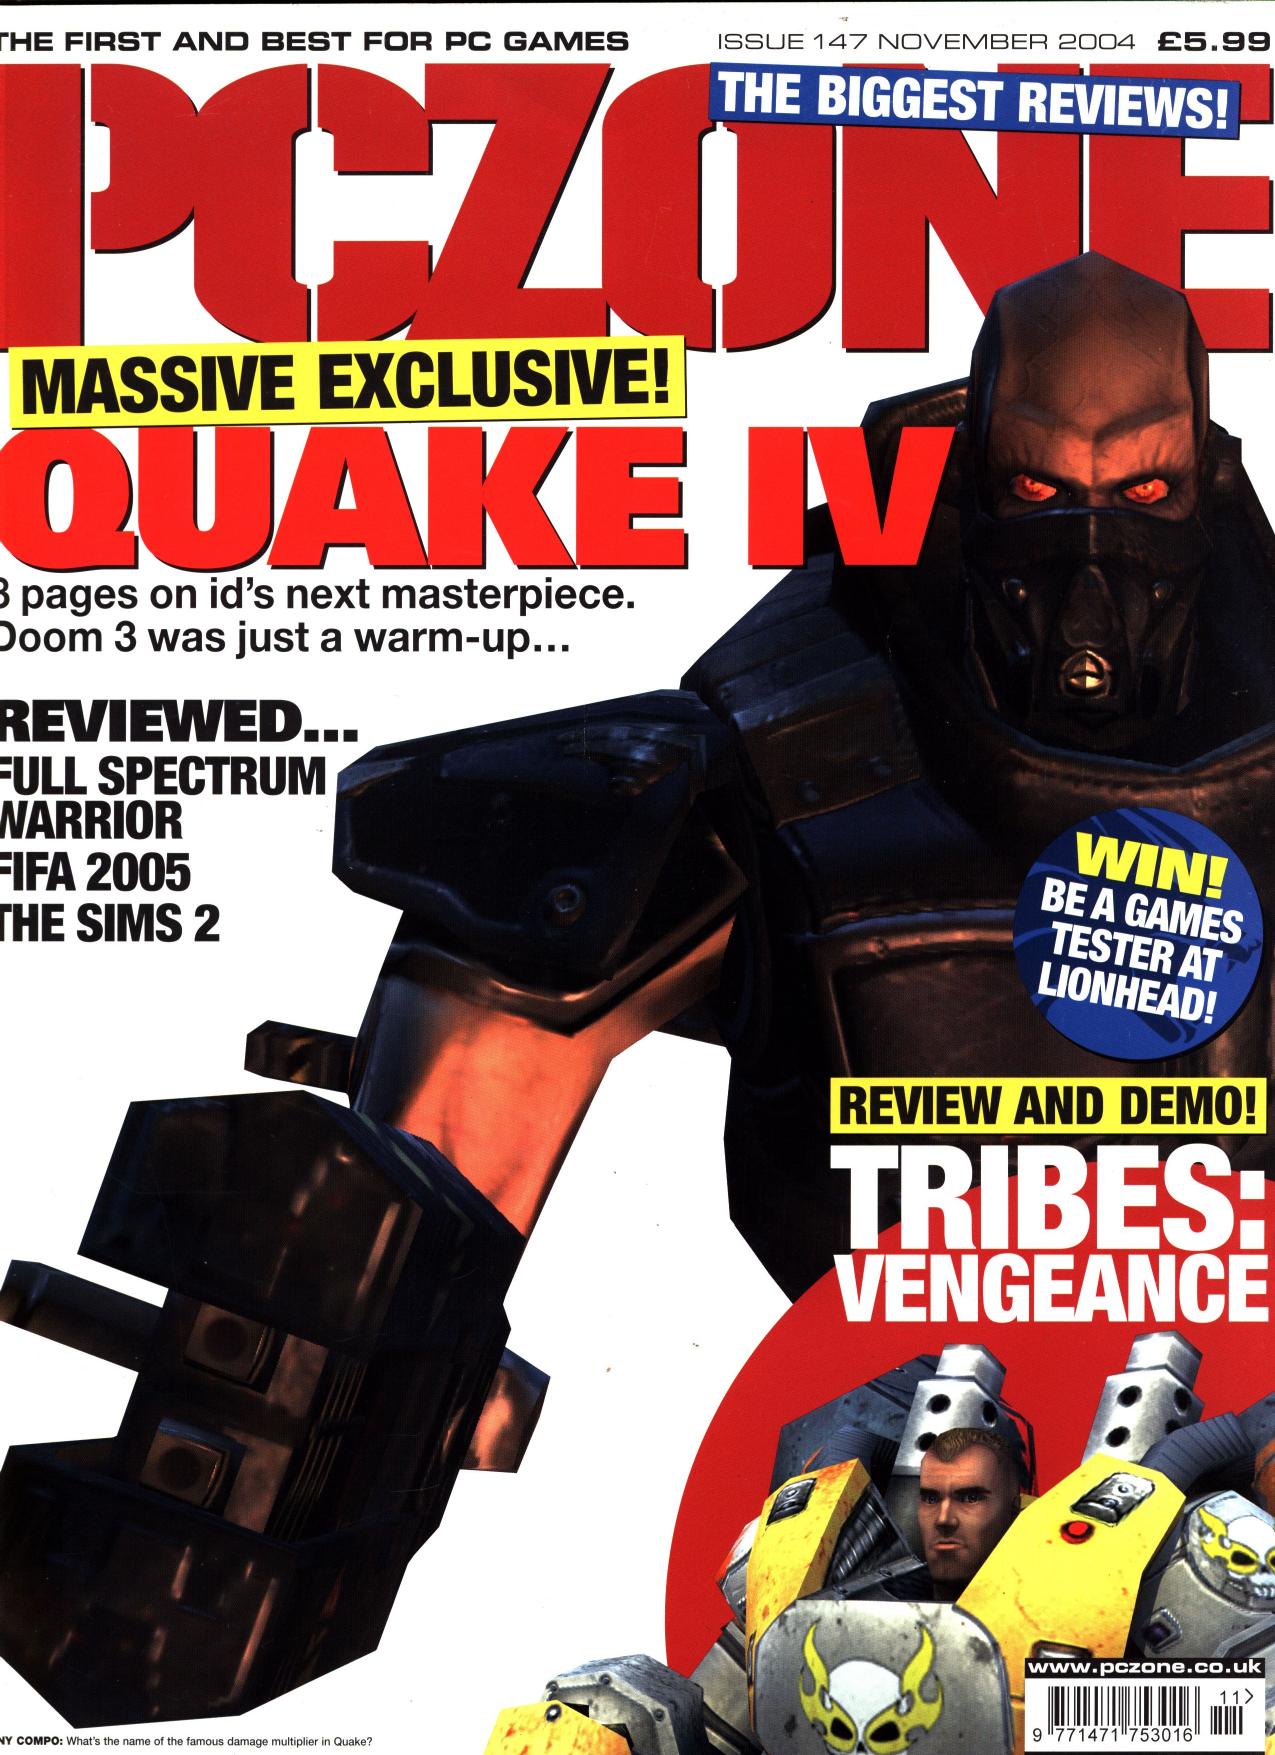 THE FIRST AND BEST FOR PC GAMES
ISSUE 147 NOVEMBER 2004 £5.99
PCZONE
THE BIGGEST REVIEWS!
MASSIVE EXCLUSIVE!
QUAKE IV
8 pages on id's next masterpiece.
Doom 3 was just a warm-up...
REVIEWED...
FULL SPECTRUM
WARRIOR
FIFA 2005
THE SIMS 2
WIN!
BE A GAMES
TESTER AT
LIONHEAD!
REVIEW AND DEMO!
TRIBES:
VENGEANCE
www.pczone.co.uk
11>
9 771471 753016
NY COMPO: What's the name of the famous damage multiplier in Quake?